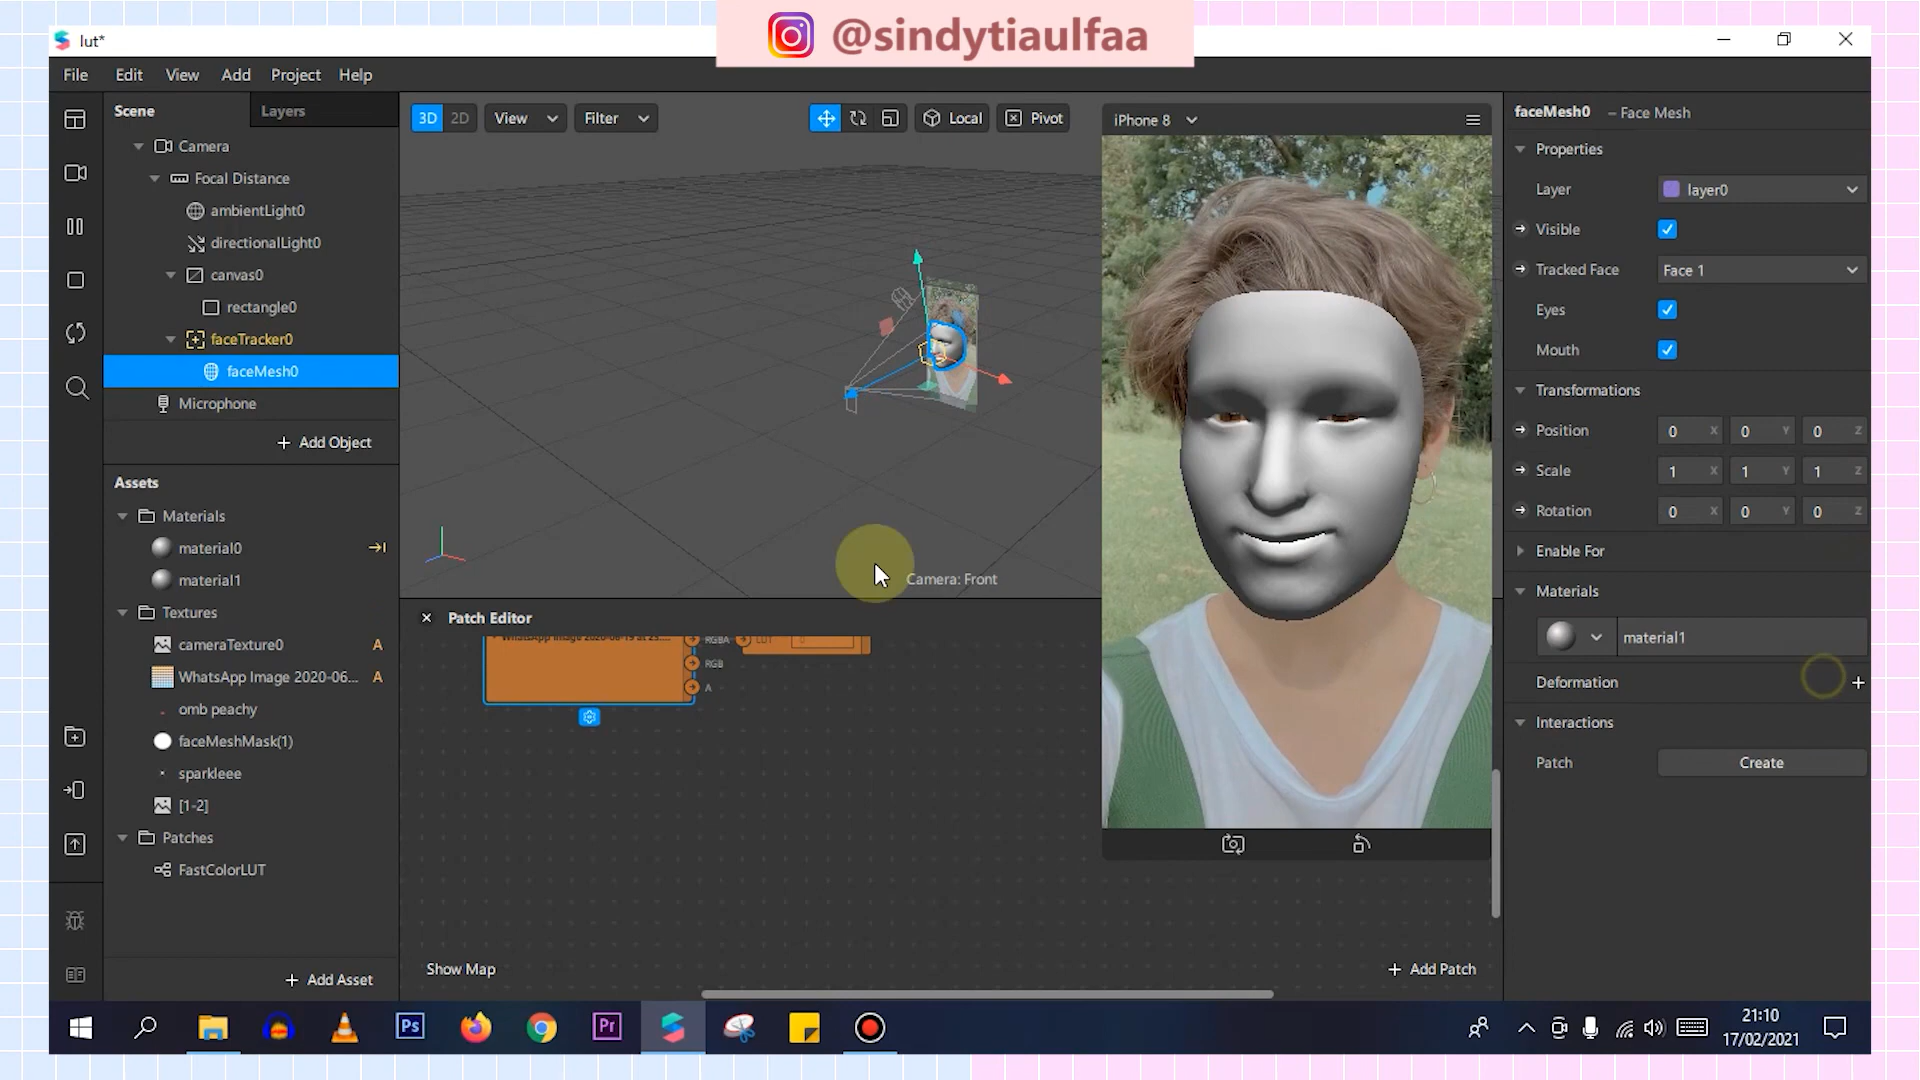 @sindytiaulfaa
lut*
File Edit View Add Project Help
Scene Layers
Camera
Focal Distance
ambientLight0
directionalLight0
canvas0
rectangle0
faceTracker0
faceMesh0
Microphone
+ Add Object
Assets
Materials
material0
material1
Textures
cameraTexture0 A
WhatsApp Image 2020-06... A
omb peachy
faceMeshMask(1)
sparkleee
[1-2]
Patches
FastColorLUT
+ Add Asset
3D 2D View Filter Local Pivot
Camera: Front
Patch Editor
RGBA LUT
RGB
A
Show Map
+ Add Patch
iPhone 8
faceMesh0 – Face Mesh
Properties
Layer layer0
Visible
Tracked Face Face 1
Eyes
Mouth
Transformations
Position 0 X 0 Y 0 Z
Scale 1 X 1 Y 1 Z
Rotation 0 X 0 Y 0 Z
Enable For
Materials
material1
Deformation +
Interactions
Patch Create
Ps
Pr
21:10
17/02/2021